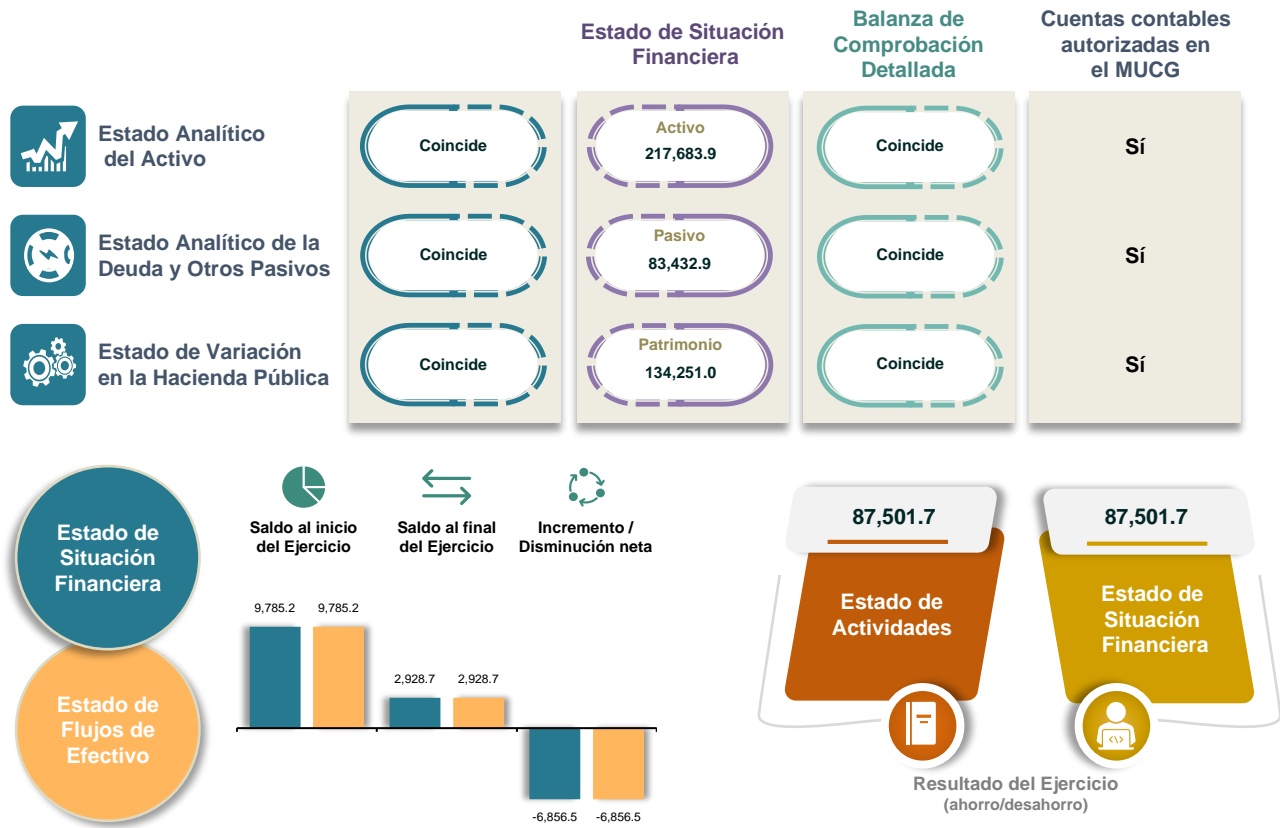 Estado de Situación
Financiera
Balanza de
Comprobación
Detallada
Cuentas contables
autorizadas en
el MUCG
Estado Analítico
del Activo
Coincide
Activo
217,683.9
Coincide
Sí
Estado Analítico de la
Deuda y Otros Pasivos
Coincide
Pasivo
83,432.9
Coincide
Sí
Estado de Variación
en la Hacienda Pública
Coincide
Patrimonio
134,251.0
Coincide
Sí
Estado de
Situación
Financiera
Estado de
Flujos de
Efectivo
Saldo al inicio
del Ejercicio
Saldo al final
del Ejercicio
Incremento /
Disminución neta
9,785.2 9,785.2
2,928.7 2,928.7
-6,856.5 -6,856.5
87,501.7
Estado de
Actividades
87,501.7
Estado de
Situación
Financiera
Resultado del Ejercicio
(ahorro/desahorro)